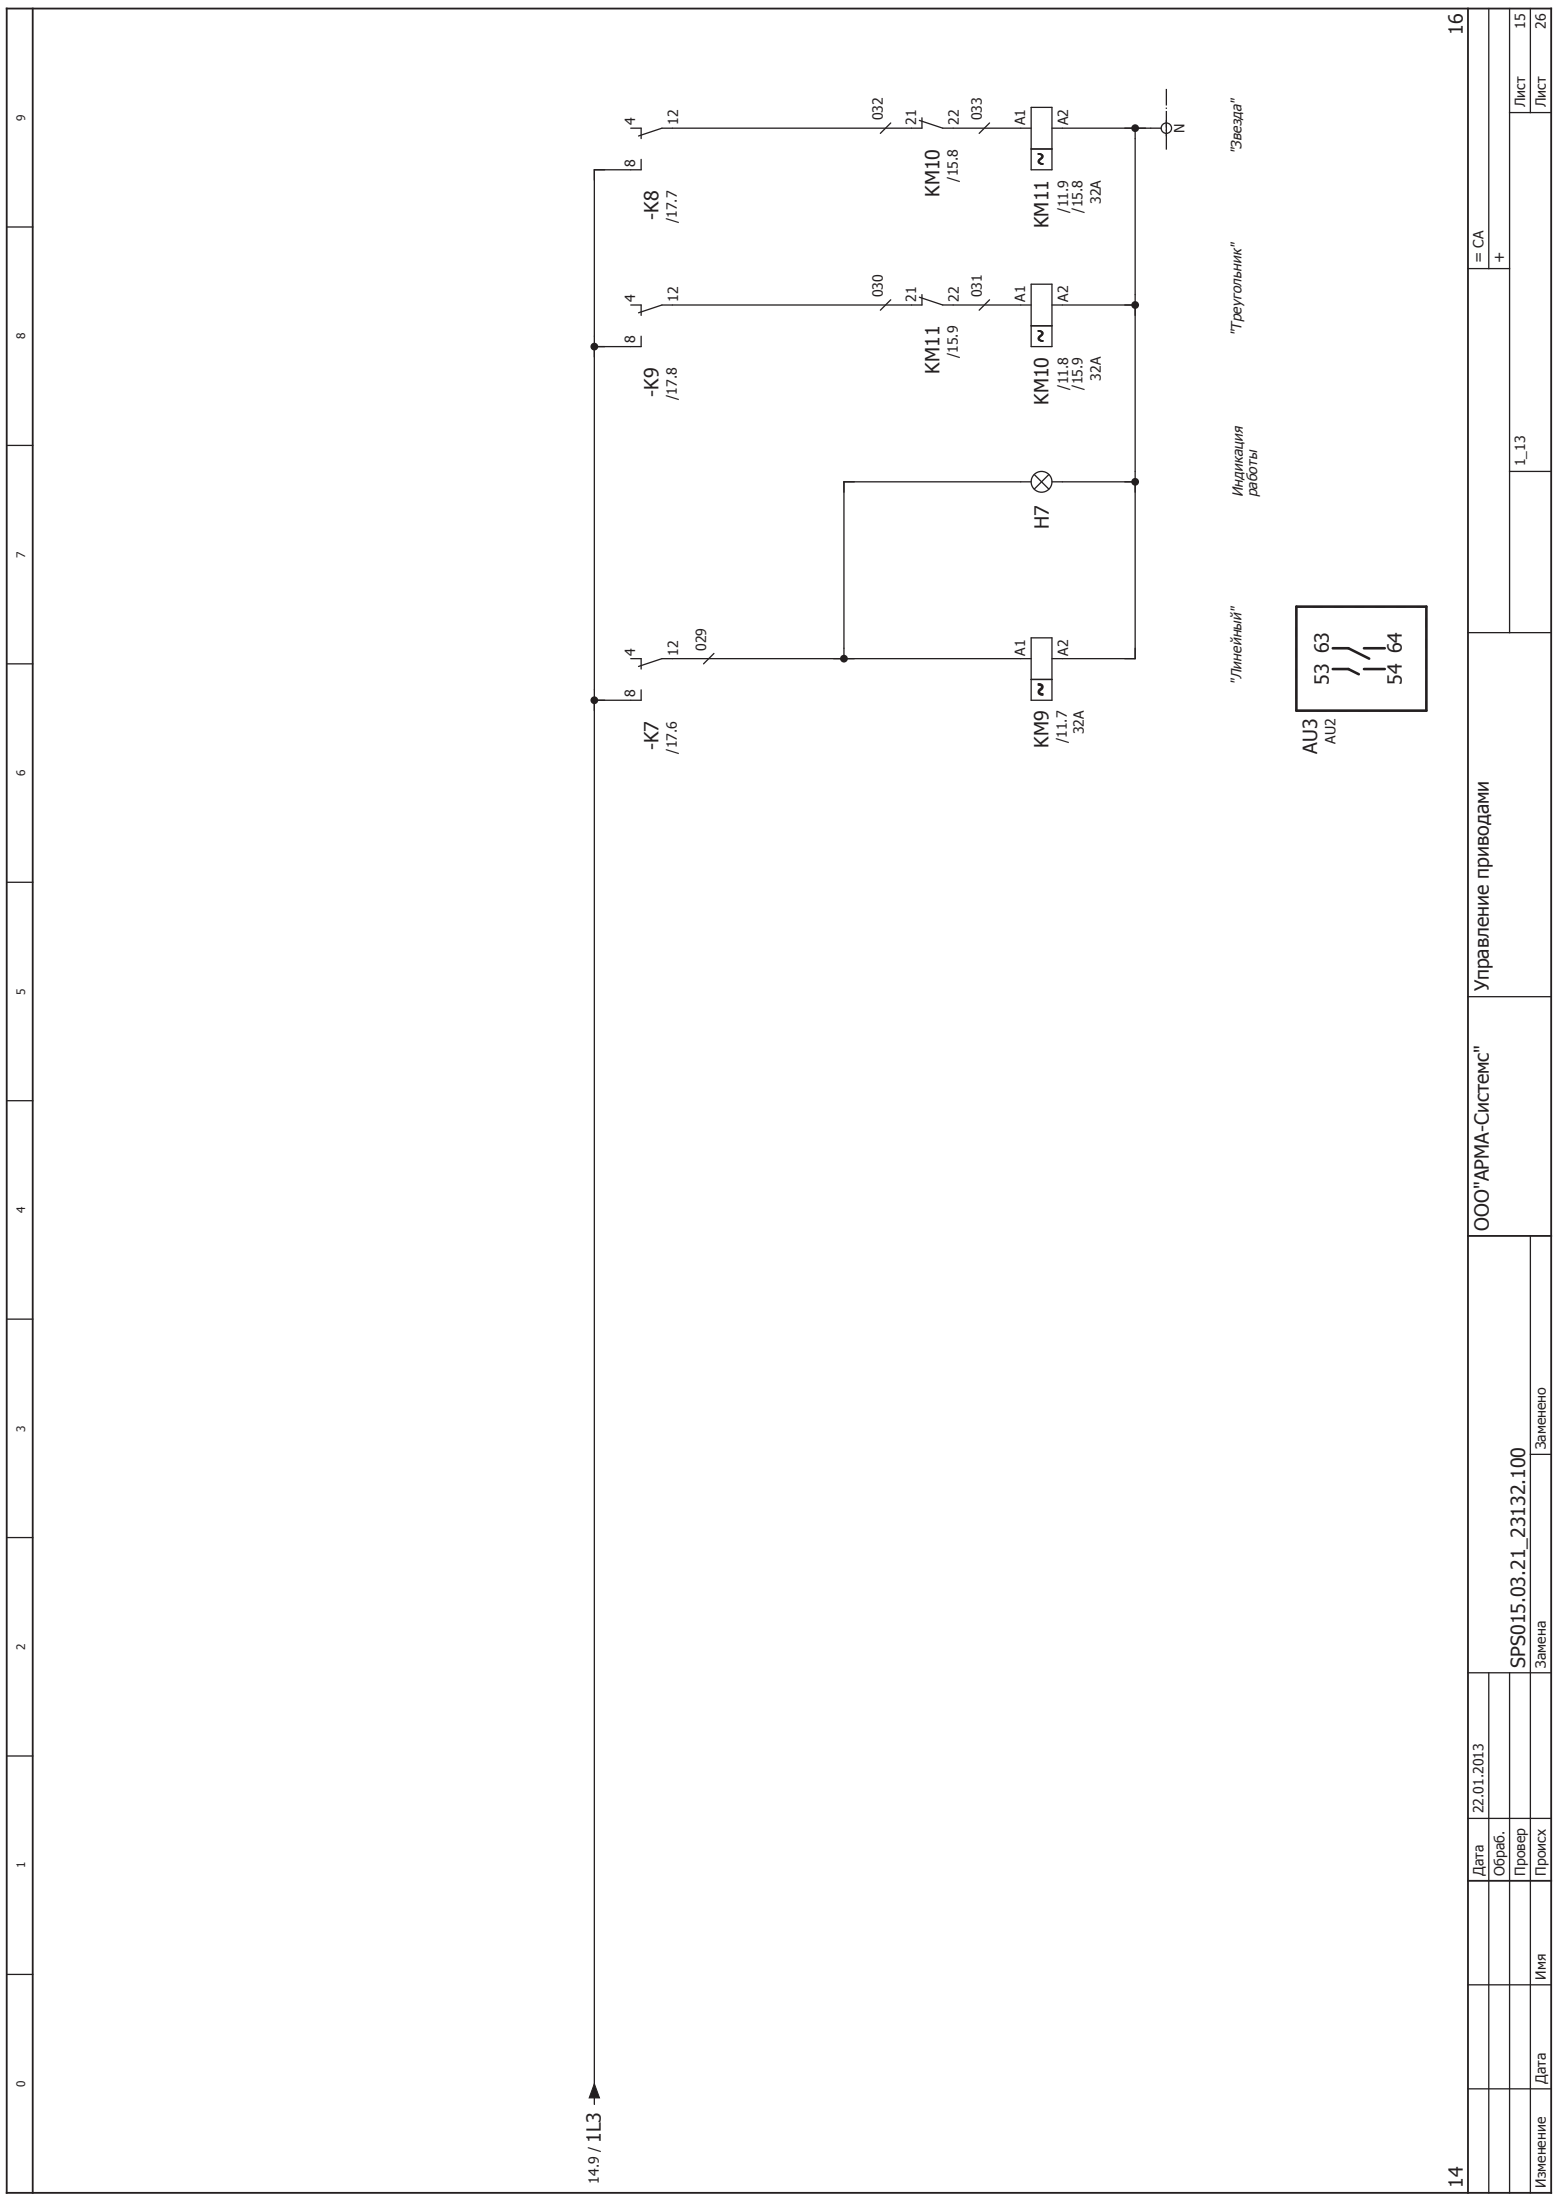 0 1 2 3 4 5 6 7 8 9
14.9 / 1L3
-K7
/17.6
8
4
12
029
-K9
/17.8
8
4
12
030
-K8
/17.7
8
4
12
032
KM11
/15.9
21
22
031
KM10
/15.8
21
22
033
KM9
/11.7
32A
A1
A2
H7
KM10
/11.8
/15.9
32A
A1
A2
KM11
/11.9
/15.8
32A
A1
A2
N
"Линейный"
Индикация
работы
"Треугольник"
"Звезда"
AU3
AU2
53 63
54 64
14
16
Дата 22.01.2013
Обраб.
Провер
Изменение Дата Имя Происх
SPS015.03.21_23132.100
Замена Заменено
ООО"АРМА-Системс"
Управление приводами
= CA
+
1_13
Лист 15
Лист 26